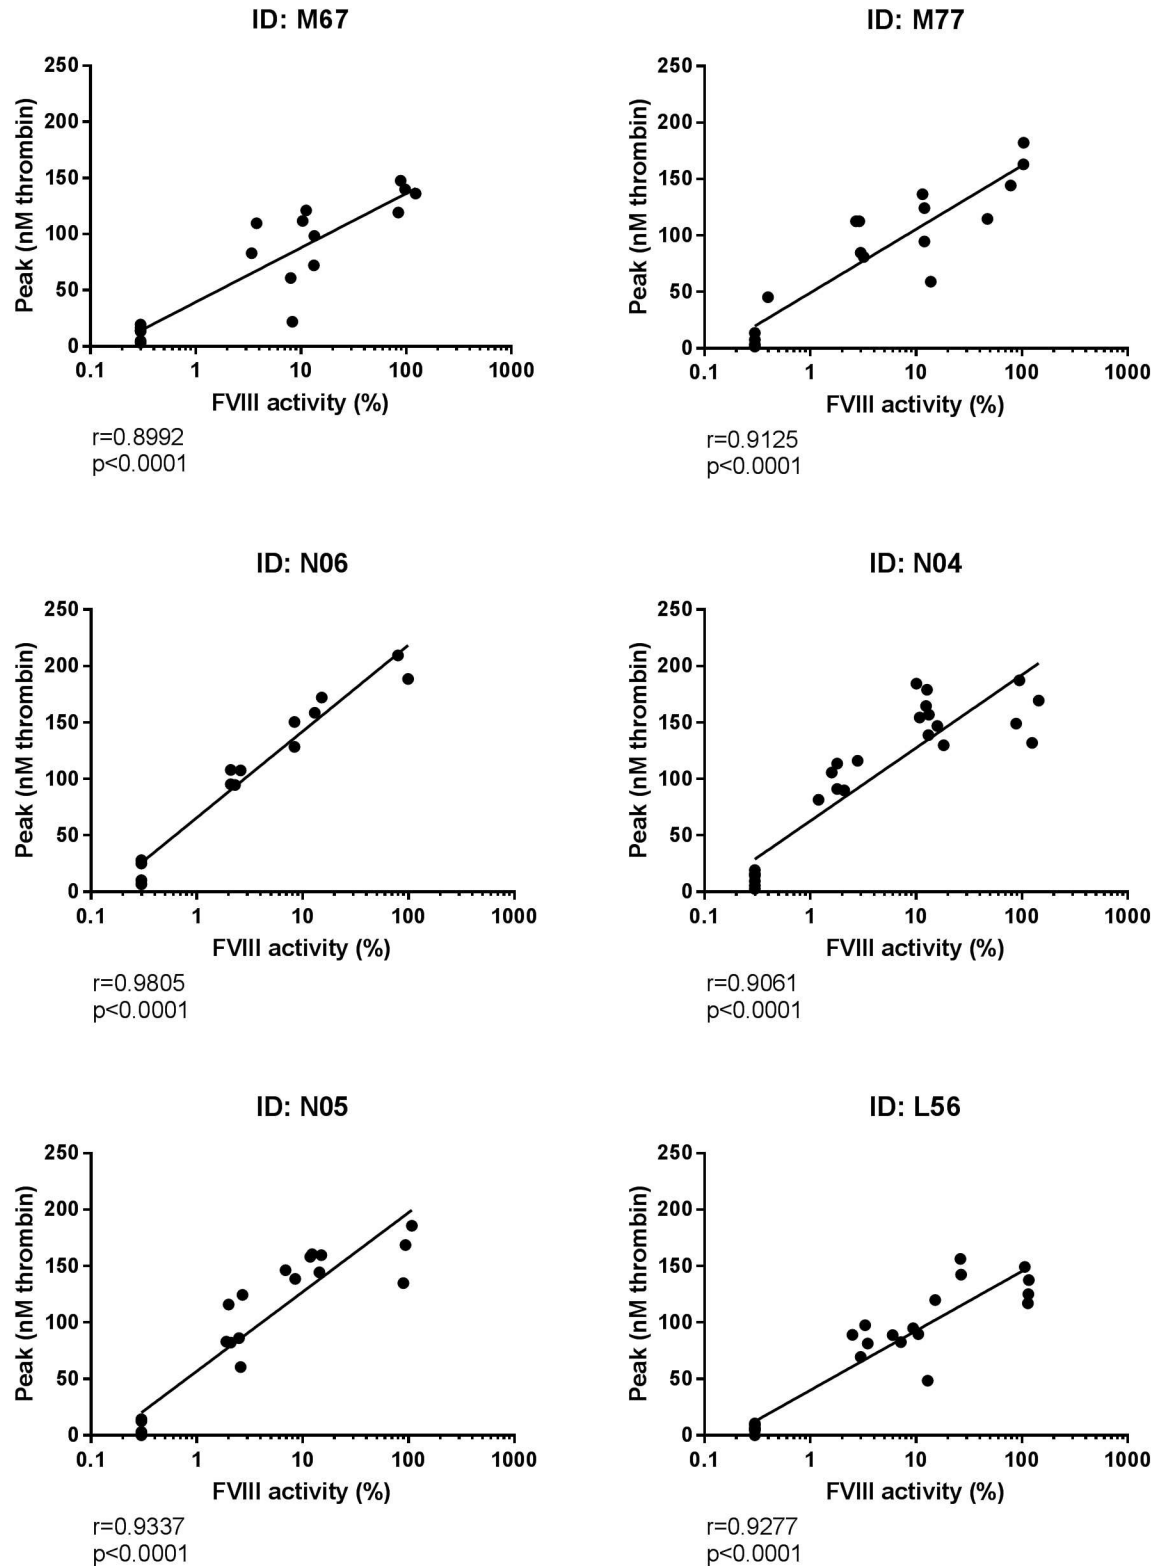 ID: M67
Peak (nM thrombin)
250
200
150
100
50
0
0.1 1 10 100 1000
FVIII activity (%)
r=0.8992
p<0.0001
ID: M77
Peak (nM thrombin)
250
200
150
100
50
0
0.1 1 10 100 1000
FVIII activity (%)
r=0.9125
p<0.0001
ID: N06
Peak (nM thrombin)
250
200
150
100
50
0
0.1 1 10 100 1000
FVIII activity (%)
r=0.9805
p<0.0001
ID: N04
Peak (nM thrombin)
250
200
150
100
50
0
0.1 1 10 100 1000
FVIII activity (%)
r=0.9061
p<0.0001
ID: N05
Peak (nM thrombin)
250
200
150
100
50
0
0.1 1 10 100 1000
FVIII activity (%)
r=0.9337
p<0.0001
ID: L56
Peak (nM thrombin)
250
200
150
100
50
0
0.1 1 10 100 1000
FVIII activity (%)
r=0.9277
p<0.0001